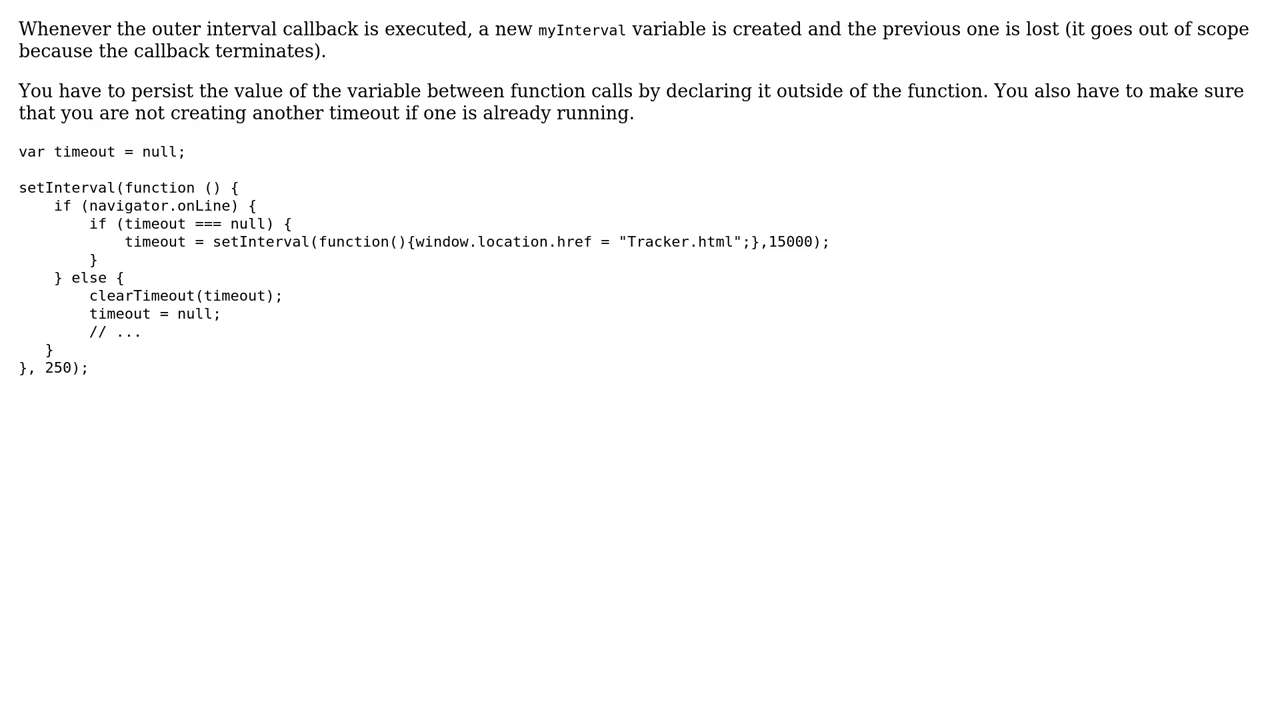 Whenever the outer interval callback is executed, a new myInterval variable is created and the previous one is lost (it goes out of scope
because the callback terminates).
You have to persist the value of the variable between function calls by declaring it outside of the function. You also have to make sure
that you are not creating another timeout if one is already running.
var timeout = null;

setInterval(function () {
    if (navigator.onLine) {
        if (timeout === null) {
            timeout = setInterval(function(){window.location.href = "Tracker.html";},15000);
        }
    } else {
        clearTimeout(timeout);
        timeout = null;
        // ...
   }
}, 250);